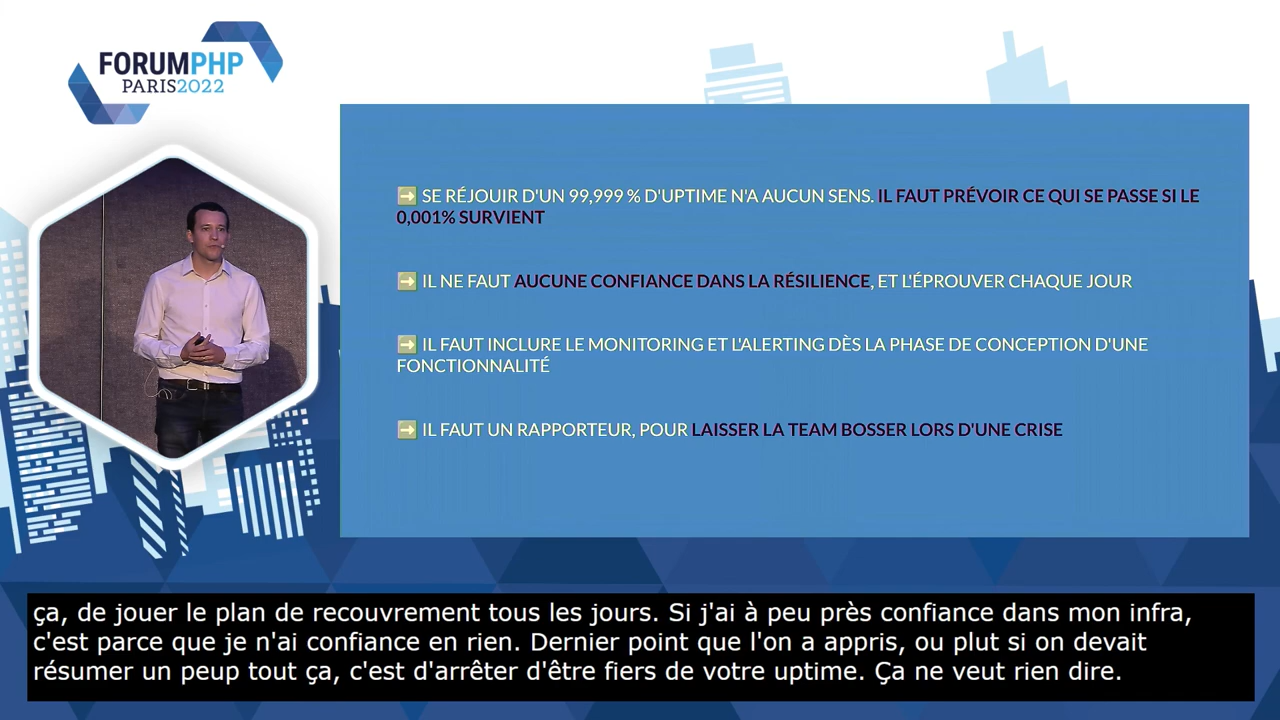 FORUMPHP
PARIS2022
➡ SE RÉJOUIR D'UN 99,999 % D'UPTIME N'A AUCUN SENS. IL FAUT PRÉVOIR CE QUI SE PASSE SI LE
0,001% SURVIENT
➡ IL NE FAUT AUCUNE CONFIANCE DANS LA RÉSILIENCE, ET L'ÉPROUVER CHAQUE JOUR
➡ IL FAUT INCLURE LE MONITORING ET L'ALERTING DÈS LA PHASE DE CONCEPTION D'UNE
FONCTIONNALITÉ
➡ IL FAUT UN RAPPORTEUR, POUR LAISSER LA TEAM BOSSER LORS D'UNE CRISE
ça, de jouer le plan de recouvrement tous les jours. Si j'ai à peu près confiance dans mon infra,
c'est parce que je n'ai confiance en rien. Dernier point que l'on a appris, ou plut si on devait
résumer un peup tout ça, c'est d'arrêter d'être fiers de votre uptime. Ça ne veut rien dire.